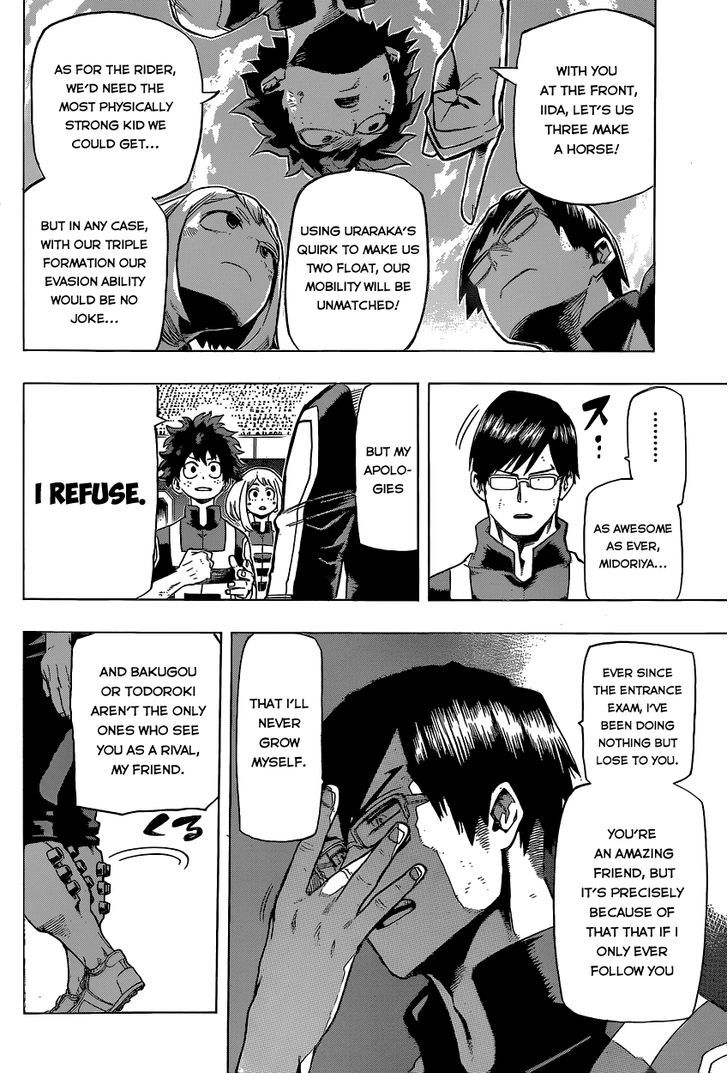 WITH YOU
AT THE FRONT,
IIDA, LET'S US
THREE MAKE
A HORSE!
USING URARAKA'S
QUIRK TO MAKE US
TWO FLOAT, OUR
MOBILITY WILL BE
UNMATCHED!
AS FOR THE RIDER,
WE'D NEED THE
MOST PHYSICALLY
STRONG KID WE
COULD GET...
BUT IN ANY CASE,
WITH OUR TRIPLE
FORMATION OUR
EVASION ABILITY
WOULD BE NO
JOKE...
........
ス...
AS AWESOME
AS EVER,
MIDORIYA...
BUT MY
APOLO-
GIES
I REFUSE.
EVER SINCE
THE ENTRANCE
EXAM, I'VE
BEEN DOING
NOTHING BUT
LOSE TO YOU.
YOU'RE
AN AMAZING
FRIEND, BUT
IT'S PRECISELY
BECAUSE OF
THAT THAT IF I
ONLY EVER
FOLLOW YOU
THAT I'LL
NEVER
GROW
MYSELF.
AND BAKUGOU
OR TODOROKI
AREN'T THE ONLY
ONES WHO SEE
YOU AS A RIVAL,
MY FRIEND.
くる